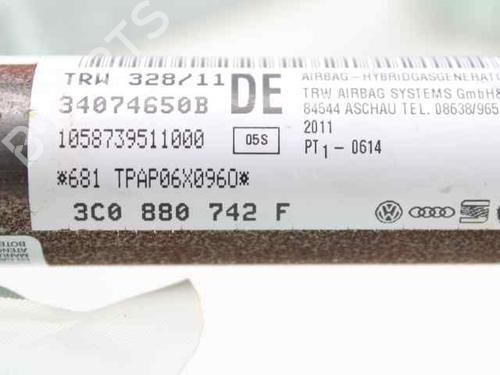 TRW 328/11
34074650B
DE
1058739511000
05S
*681 TPAP06X0960*
3C0 880 742 F
AIRBAG - HYBRIDGASGENERATO
TRW AIRBAG SYSTEMS GmbH&
84544 ASCHAU TEL. 08638/965
2011
PT1 - 0614